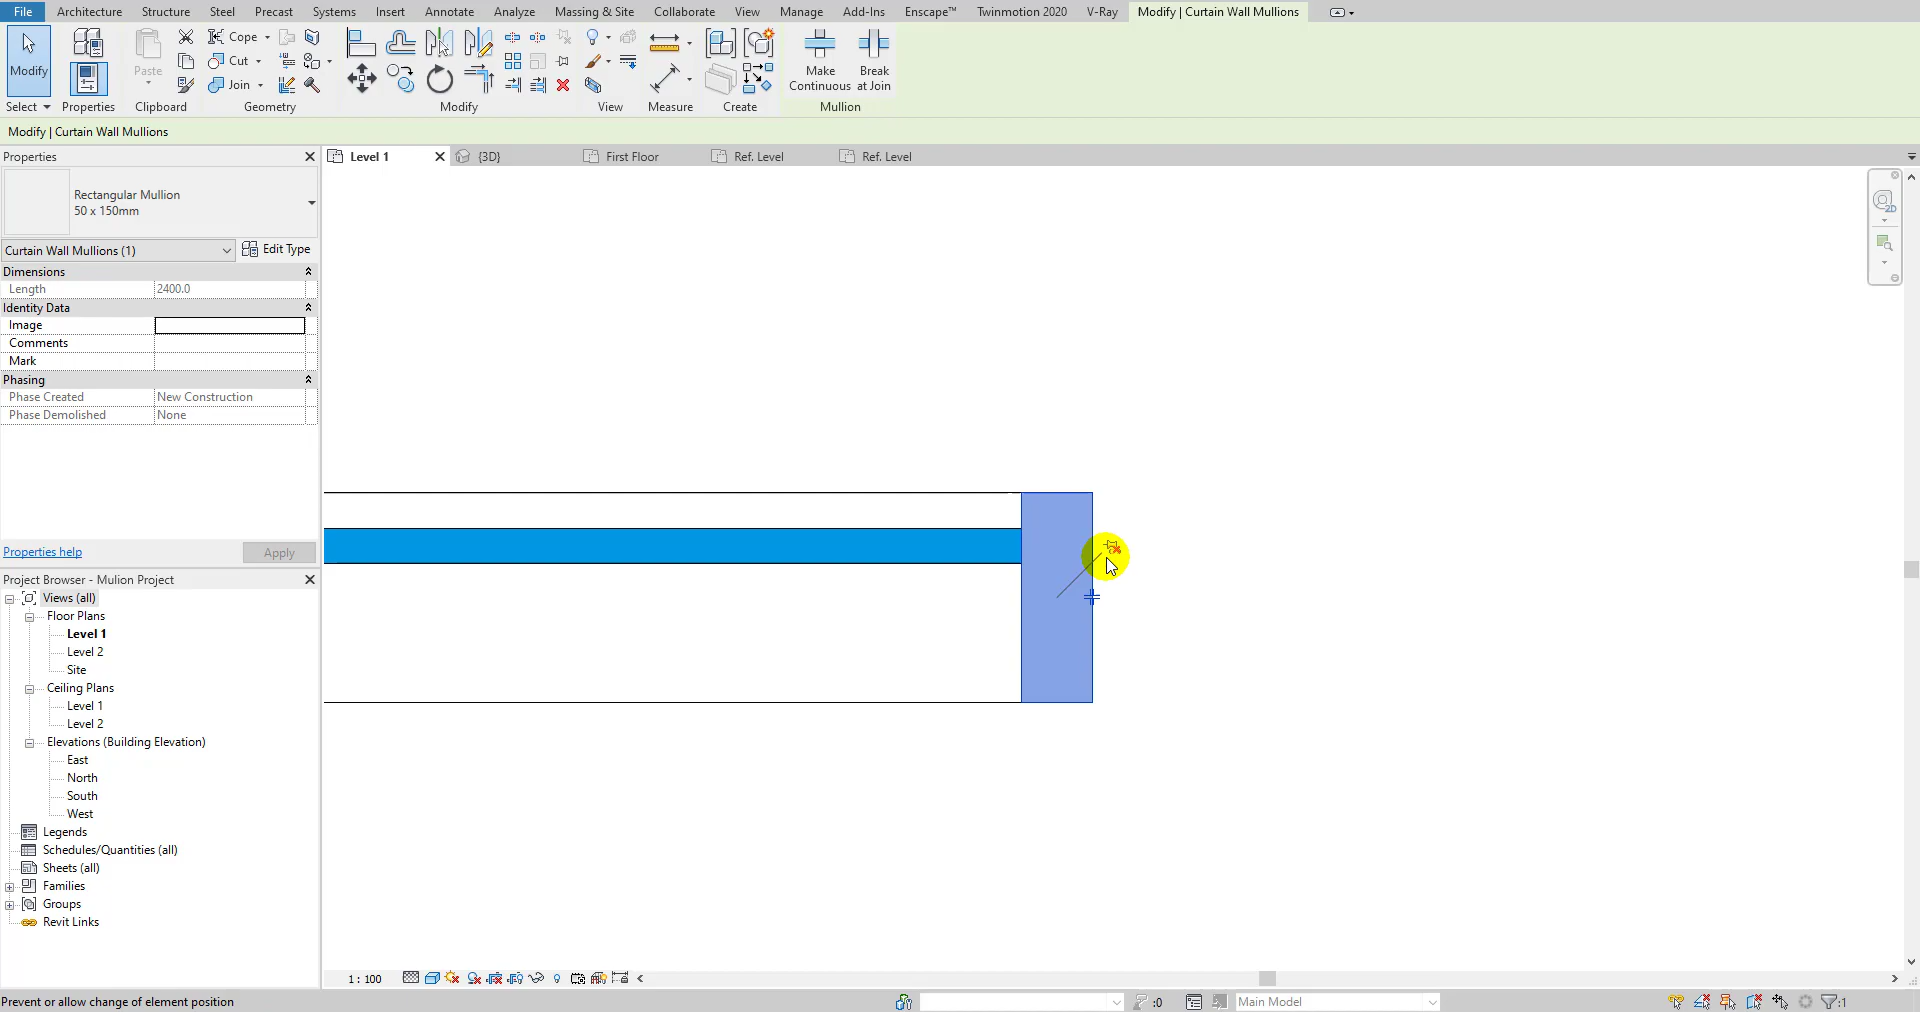 File Architecture Structure Steel Precast Systems Insert Annotate Analyze Massing & Site Collaborate View Manage Add-Ins Enscape™ Twinmotion 2020 V-Ray Modify | Curtain Wall Mullions
Modify Paste Cope Cut Join Make Continuous Break at Join
Select Properties Clipboard Geometry Modify View Measure Create Mullion
Modify | Curtain Wall Mullions
Properties
Level 1 {3D} First Floor Ref. Level Ref. Level
Rectangular Mullion
50 x 150mm
Curtain Wall Mullions (1) Edit Type
Dimensions
Length 2400.0
Identity Data
Image
Comments
Mark
Phasing
Phase Created New Construction
Phase Demolished None
Properties help Apply
Project Browser - Mulion Project
Views (all)
Floor Plans
Level 1
Level 2
Site
Ceiling Plans
Level 1
Level 2
Elevations (Building Elevation)
East
North
South
West
Legends
Schedules/Quantities (all)
Sheets (all)
Families
Groups
Revit Links
2D
1 : 100
Prevent or allow change of element position :0 Main Model :1